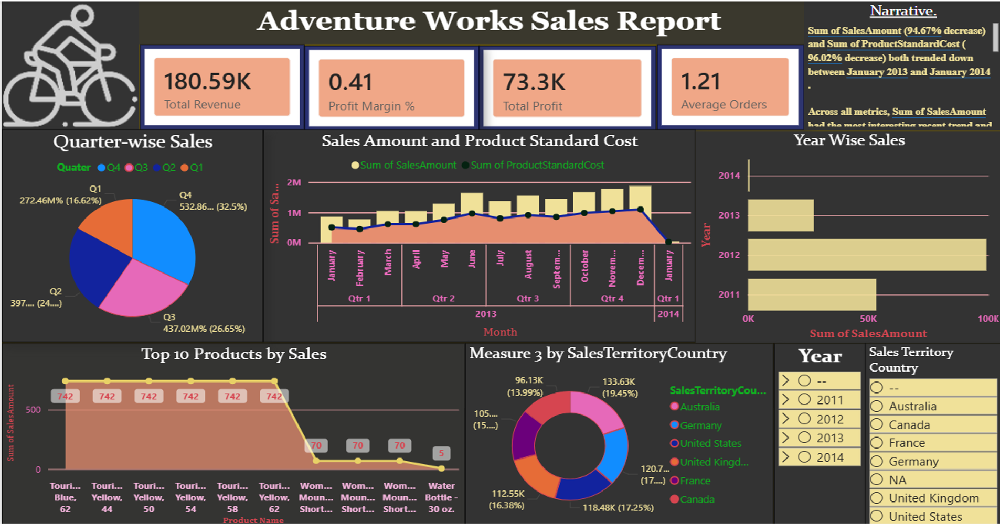 Adventure Works Sales Report
180.59K
Total Revenue
0.41
Profit Margin %
73.3K
Total Profit
1.21
Average Orders
Narrative.
Sum of SalesAmount (94.67% decrease)
and Sum of ProductStandardCost (
96.02% decrease) both trended down
between January 2013 and January 2014
.
Across all metrics, Sum of SalesAmount
had the most interesting recent trend and
Quarter-wise Sales
Quater Q4 Q3 Q2 Q1
Q1
272.46M% (16.62%)
Q4
532.86... (32.5%)
Q2
397.... (24....)
Q3
437.02M% (26.65%)
Sales Amount and Product Standard Cost
Sum of SalesAmount Sum of ProductStandardCost
Sum of Sa...
2M
1M
0M
January February March April May June July August Septem... October Novem... Decem... January
Qtr 1 Qtr 2 Qtr 3 Qtr 4 Qtr 1
2013 2014
Month
Year Wise Sales
Year
2014
2013
2012
2011
0K 50K 100K
Sum of SalesAmount
Top 10 Products by Sales
Sum of SalesAmount
500
0
742 742 742 742 742 742 70 70 70 5
Touri... Touri... Touri... Touri... Touri... Touri... Wom... Wom... Wom... Water
Blue, Yellow, Yellow, Yellow, Yellow, Yellow, Moun... Moun... Moun... Bottle -
62 44 50 54 58 62 Short... Short... Short... 30 oz.
Product Name
Measure 3 by SalesTerritoryCountry
96.13K
(13.99%)
133.63K
(19.45%)
105....
(15....)
120.7...
(17....)
112.55K
(16.38%)
118.48K (17.25%)
SalesTerritoryCou...
Australia
Germany
United States
United Kingd...
France
Canada
Year
--
2011
2012
2013
2014
Sales Territory
Country
--
Australia
Canada
France
Germany
NA
United Kingdom
United States